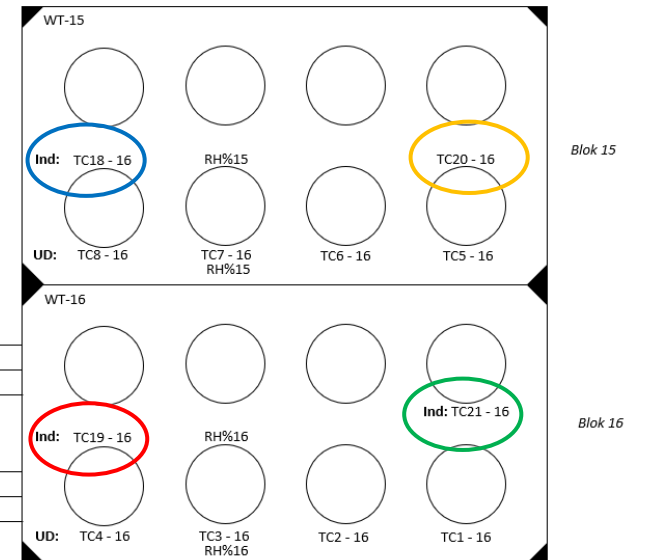 WT-15
Ind: TC18 - 16 RH%15 TC20 - 16
Blok 15
UD: TC8 - 16 TC7 - 16 TC6 - 16 TC5 - 16
RH%15
WT-16
Ind: TC21 - 16
Blok 16
Ind: TC19 - 16 RH%16
UD: TC4 - 16 TC3 - 16 TC2 - 16 TC1 - 16
RH%16